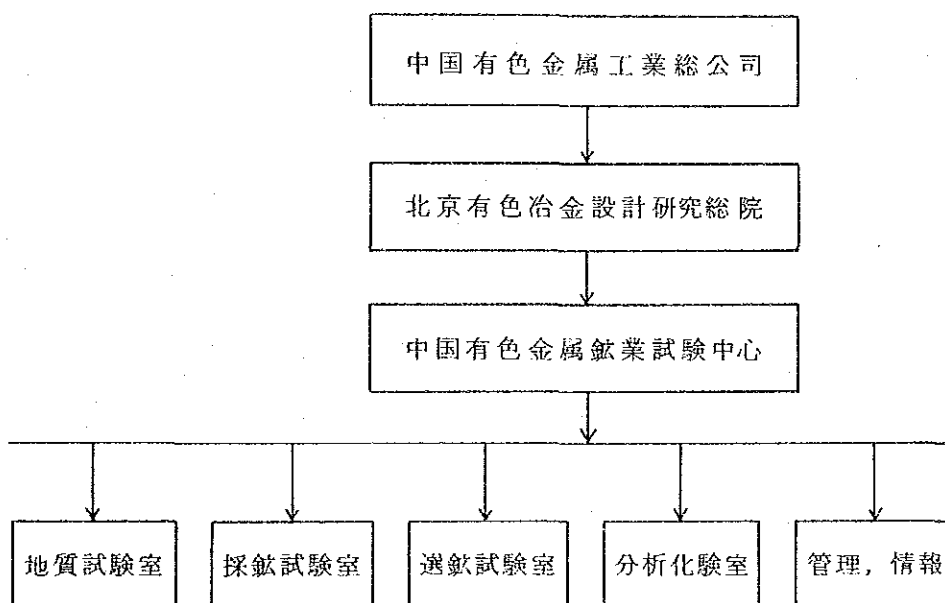 中国有色金属工業総公司
北京有色冶金設計研究総院
中国有色金属鉱業試験中心
地質試験室
採鉱試験室
選鉱試験室
分析化験室
管理，情報